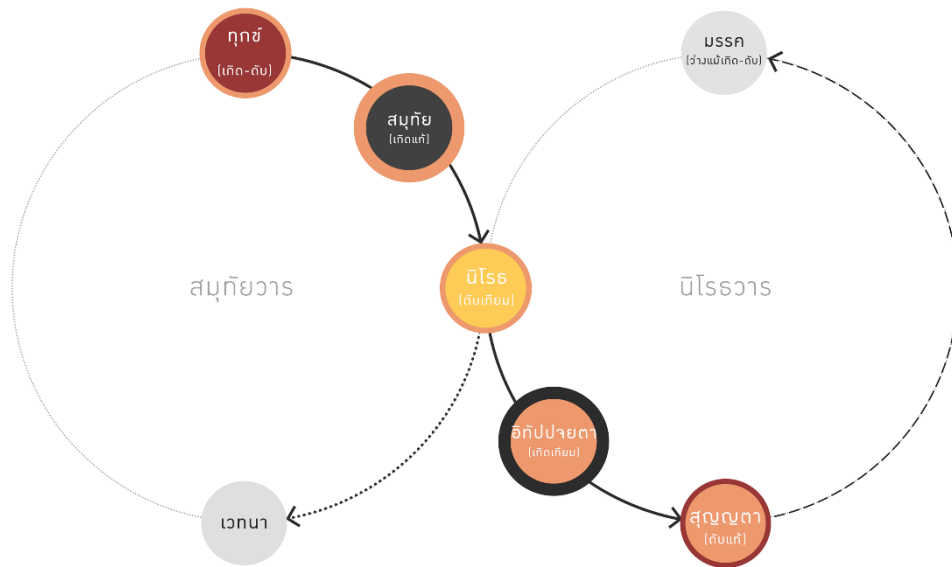 ทุกข์
(เกิด-ดับ)
มรรค
(ว่างแม้เกิด-ดับ)
สมุทัย
(เกิดแท้)
สมุทัยวาร
นิโรธ
(ดับเทียม)
นิโรธวาร
อิทัปปจยตา
(เกิดเทียม)
เวทนา
สุญญตา
(ดับแท้)